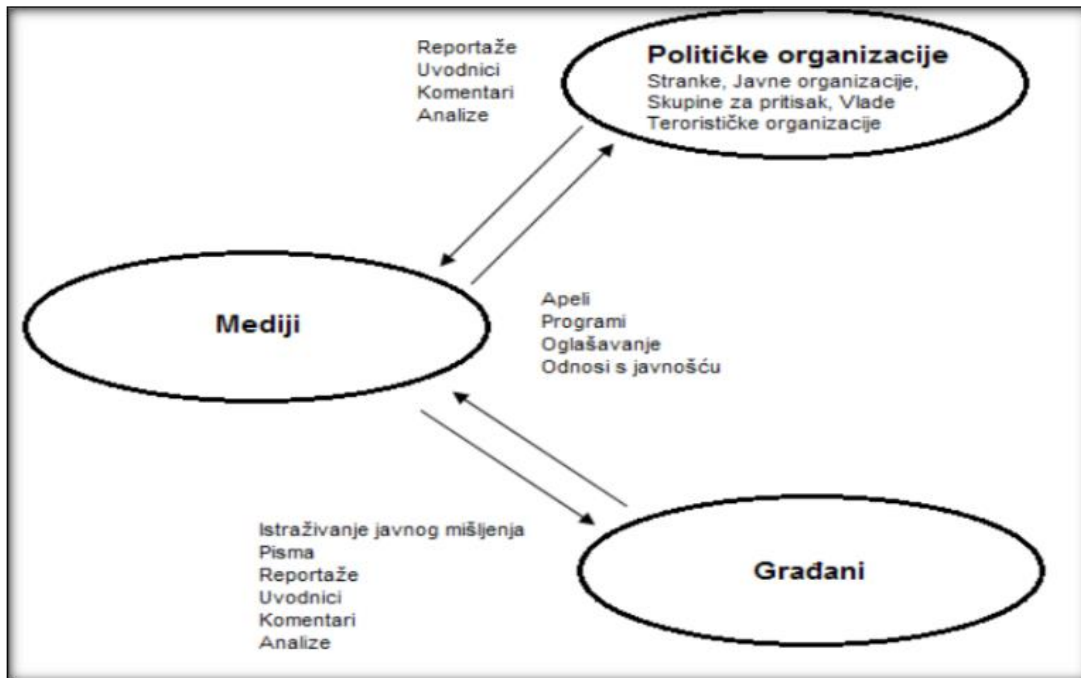 Reportaže
Uvodnici
Komentari
Analize
Političke organizacije
Stranke, Javne organizacije,
Skupine za pritisak, Vlade
Terorističke organizacije
Mediji
Apeli
Programi
Oglašavanje
Odnosi s javnošću
Istraživanje javnog mišljenja
Pisma
Reportaže
Uvodnici
Komentari
Analize
Građani